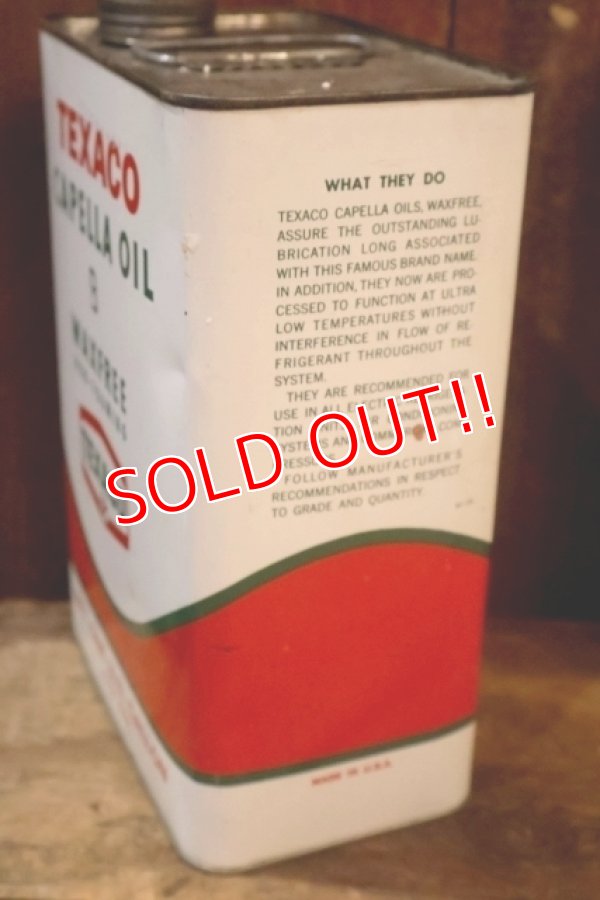 TEXACO
CAPELLA OIL
WAXFREE
WHAT THEY DO
TEXACO CAPELLA OILS, WAXFREE,
ASSURE THE OUTSTANDING LU-
BRICATION LONG ASSOCIATED
WITH THIS FAMOUS BRAND NAME.
IN ADDITION, THEY NOW ARE PRO-
CESSED TO FUNCTION AT ULTRA
LOW TEMPERATURES WITHOUT
INTERFERENCE IN FLOW OF RE-
FRIGERANT THROUGHOUT THE
SYSTEM.
THEY ARE RECOMMENDED FOR
USE IN ALL
SYSTEMS
FOLLOW MANUFACTURER'S
RECOMMENDATIONS IN RESPECT
TO GRADE AND QUANTITY
SOLD OUT!!
MADE IN U.S.A.